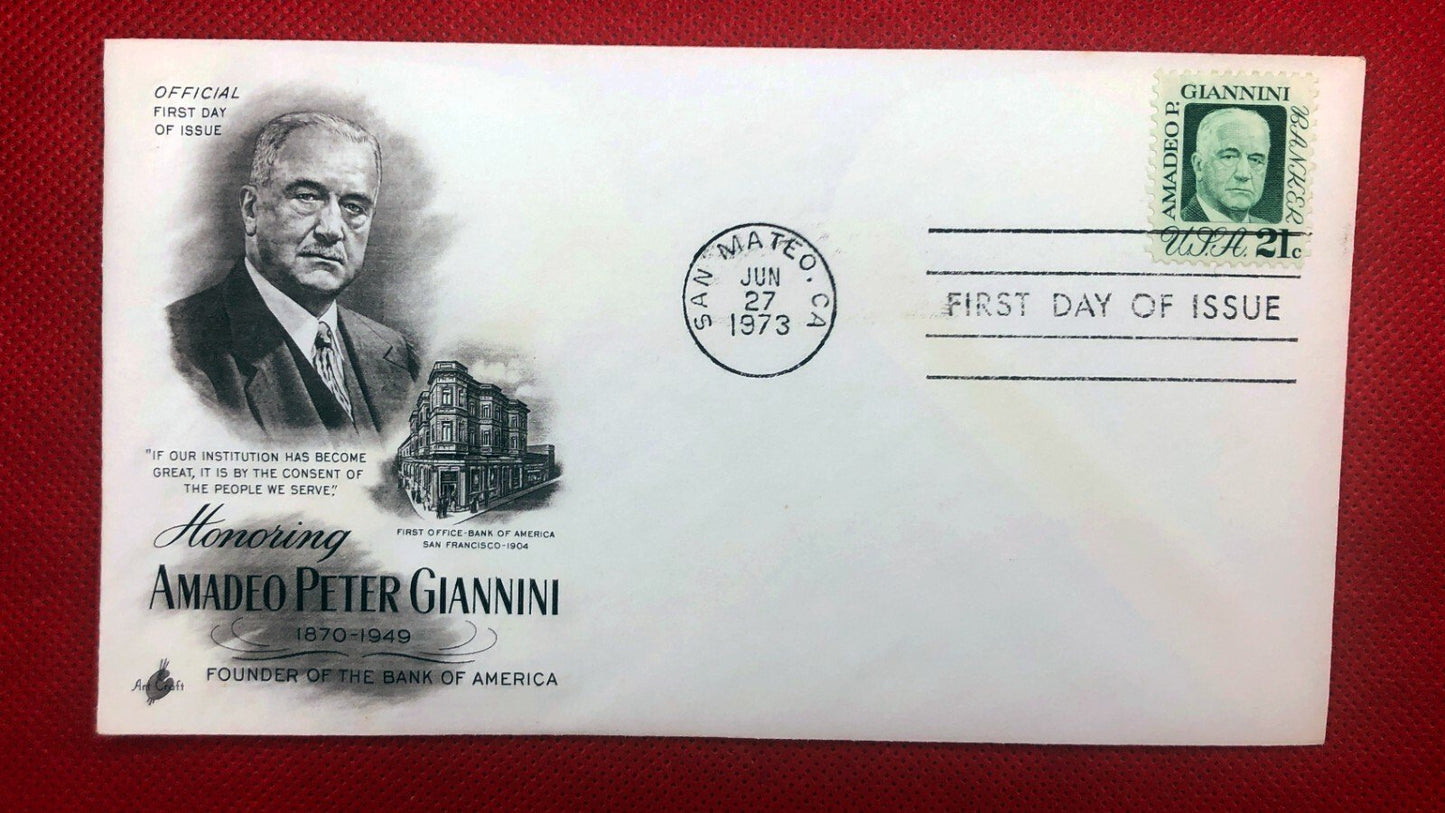 OFFICIAL
FIRST DAY
OF ISSUE
"IF OUR INSTITUTION HAS BECOME
GREAT, IT IS BY THE CONSENT OF
THE PEOPLE WE SERVE."
FIRST OFFICE-BANK OF AMERICA
SAN FRANCISCO-1904
Honoring
AMADEO PETER GIANNINI
1870-1949
FOUNDER OF THE BANK OF AMERICA
Art Craft
SAN MATEO, CA
JUN
27
1973
AMADEO P.
GIANNINI
BANKER
U.S.A. 21c
FIRST DAY OF ISSUE